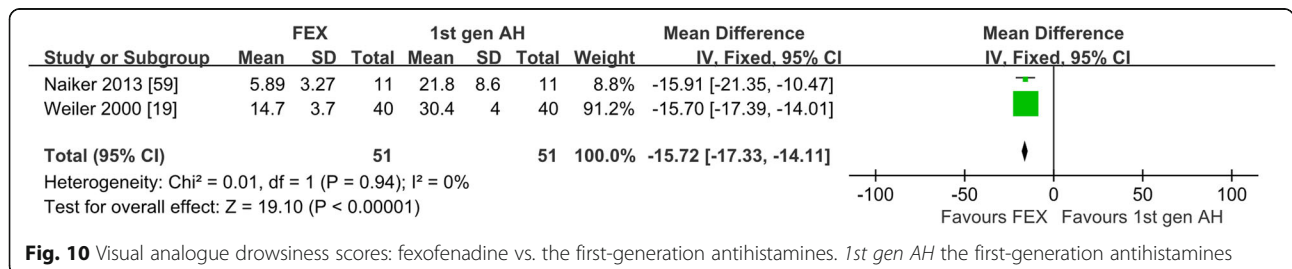 FEX 1st gen AH Mean Difference Mean Difference
Study or Subgroup Mean SD Total Mean SD Total Weight IV, Fixed, 95% CI IV, Fixed, 95% CI
Naiker 2013 [59] 5.89 3.27 11 21.8 8.6 11 8.8% -15.91 [-21.35, -10.47]
Weiler 2000 [19] 14.7 3.7 40 30.4 4 40 91.2% -15.70 [-17.39, -14.01]
Total (95% CI) 51 51 100.0% -15.72 [-17.33, -14.11]
Heterogeneity: Chi² = 0.01, df = 1 (P = 0.94); I² = 0%
Test for overall effect: Z = 19.10 (P < 0.00001)
-100 -50 0 50 100
Favours FEX Favours 1st gen AH
Fig. 10 Visual analogue drowsiness scores: fexofenadine vs. the first-generation antihistamines. 1st gen AH the first-generation antihistamines